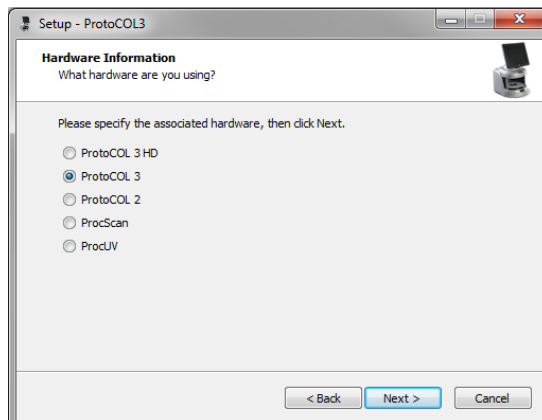 Setup - ProtoCOL3
Hardware Information
What hardware are you using?
Please specify the associated hardware, then click Next.
ProtoCOL 3 HD
ProtoCOL 3
ProtoCOL 2
ProcScan
ProcUV
< Back Next > Cancel